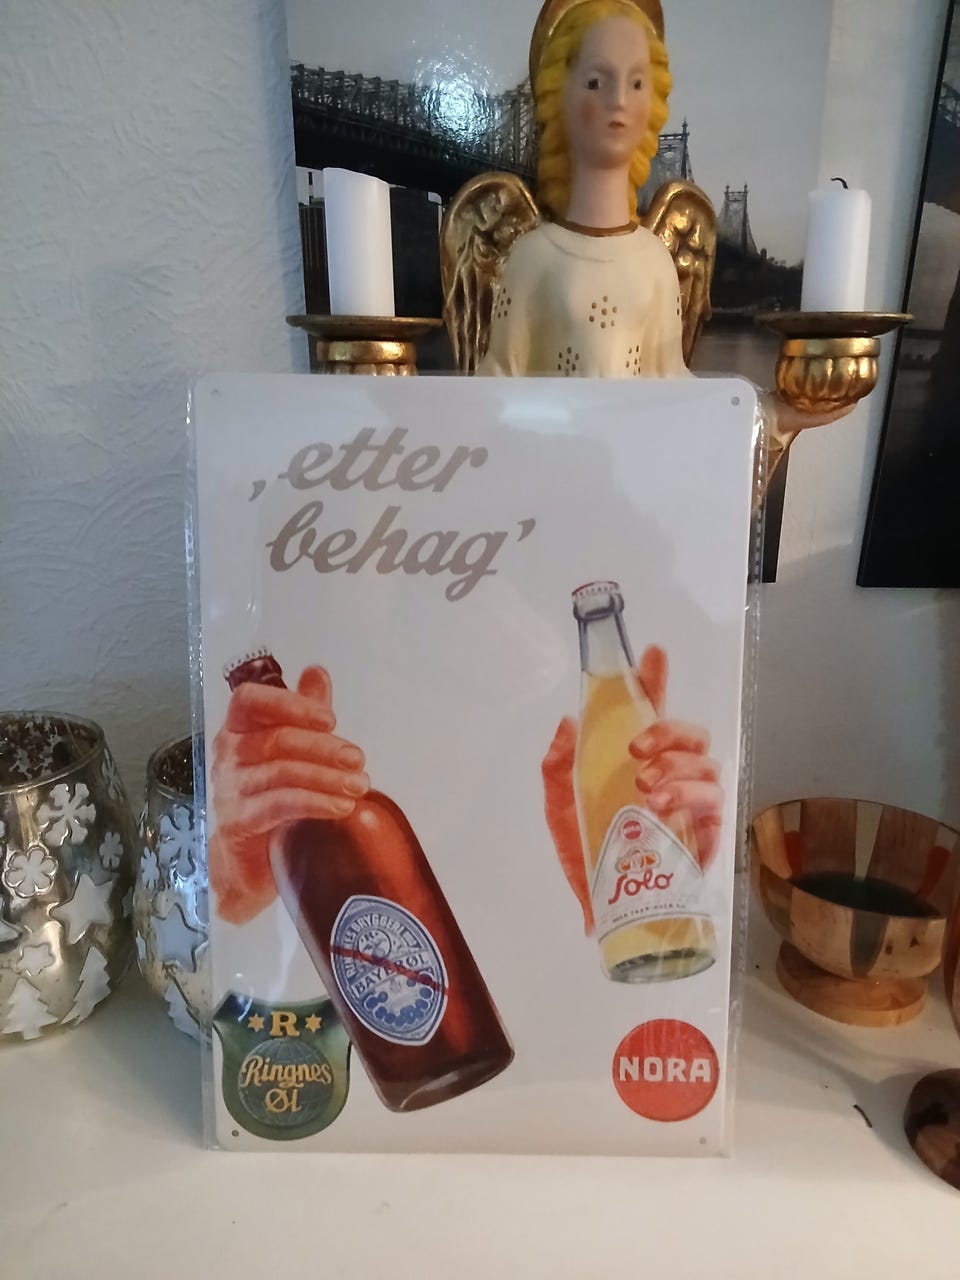 ‚etter
behag’
BAYERØL
Solo
R
Ringnes
Øl
NORA